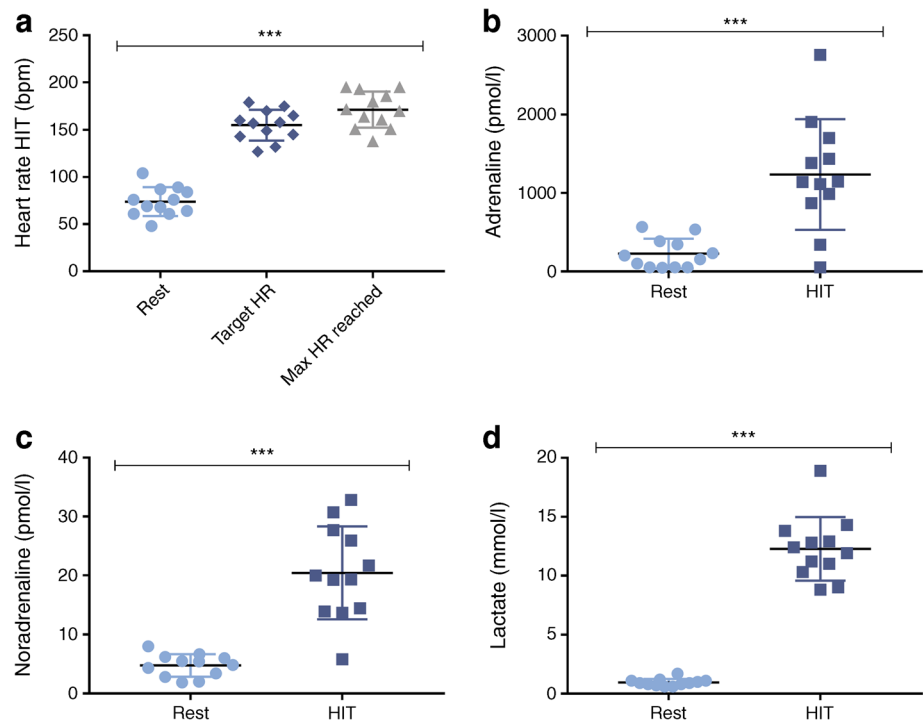 a
Heart rate HIT (bpm)
250
200
150
100
50
0
***
Rest
Target HR
Max HR reached
b
Adrenaline (pmol/l)
3000
2000
1000
0
***
Rest
HIT
c
Noradrenaline (pmol/l)
40
30
20
10
0
***
Rest
HIT
d
Lactate (mmol/l)
20
15
10
5
0
***
Rest
HIT